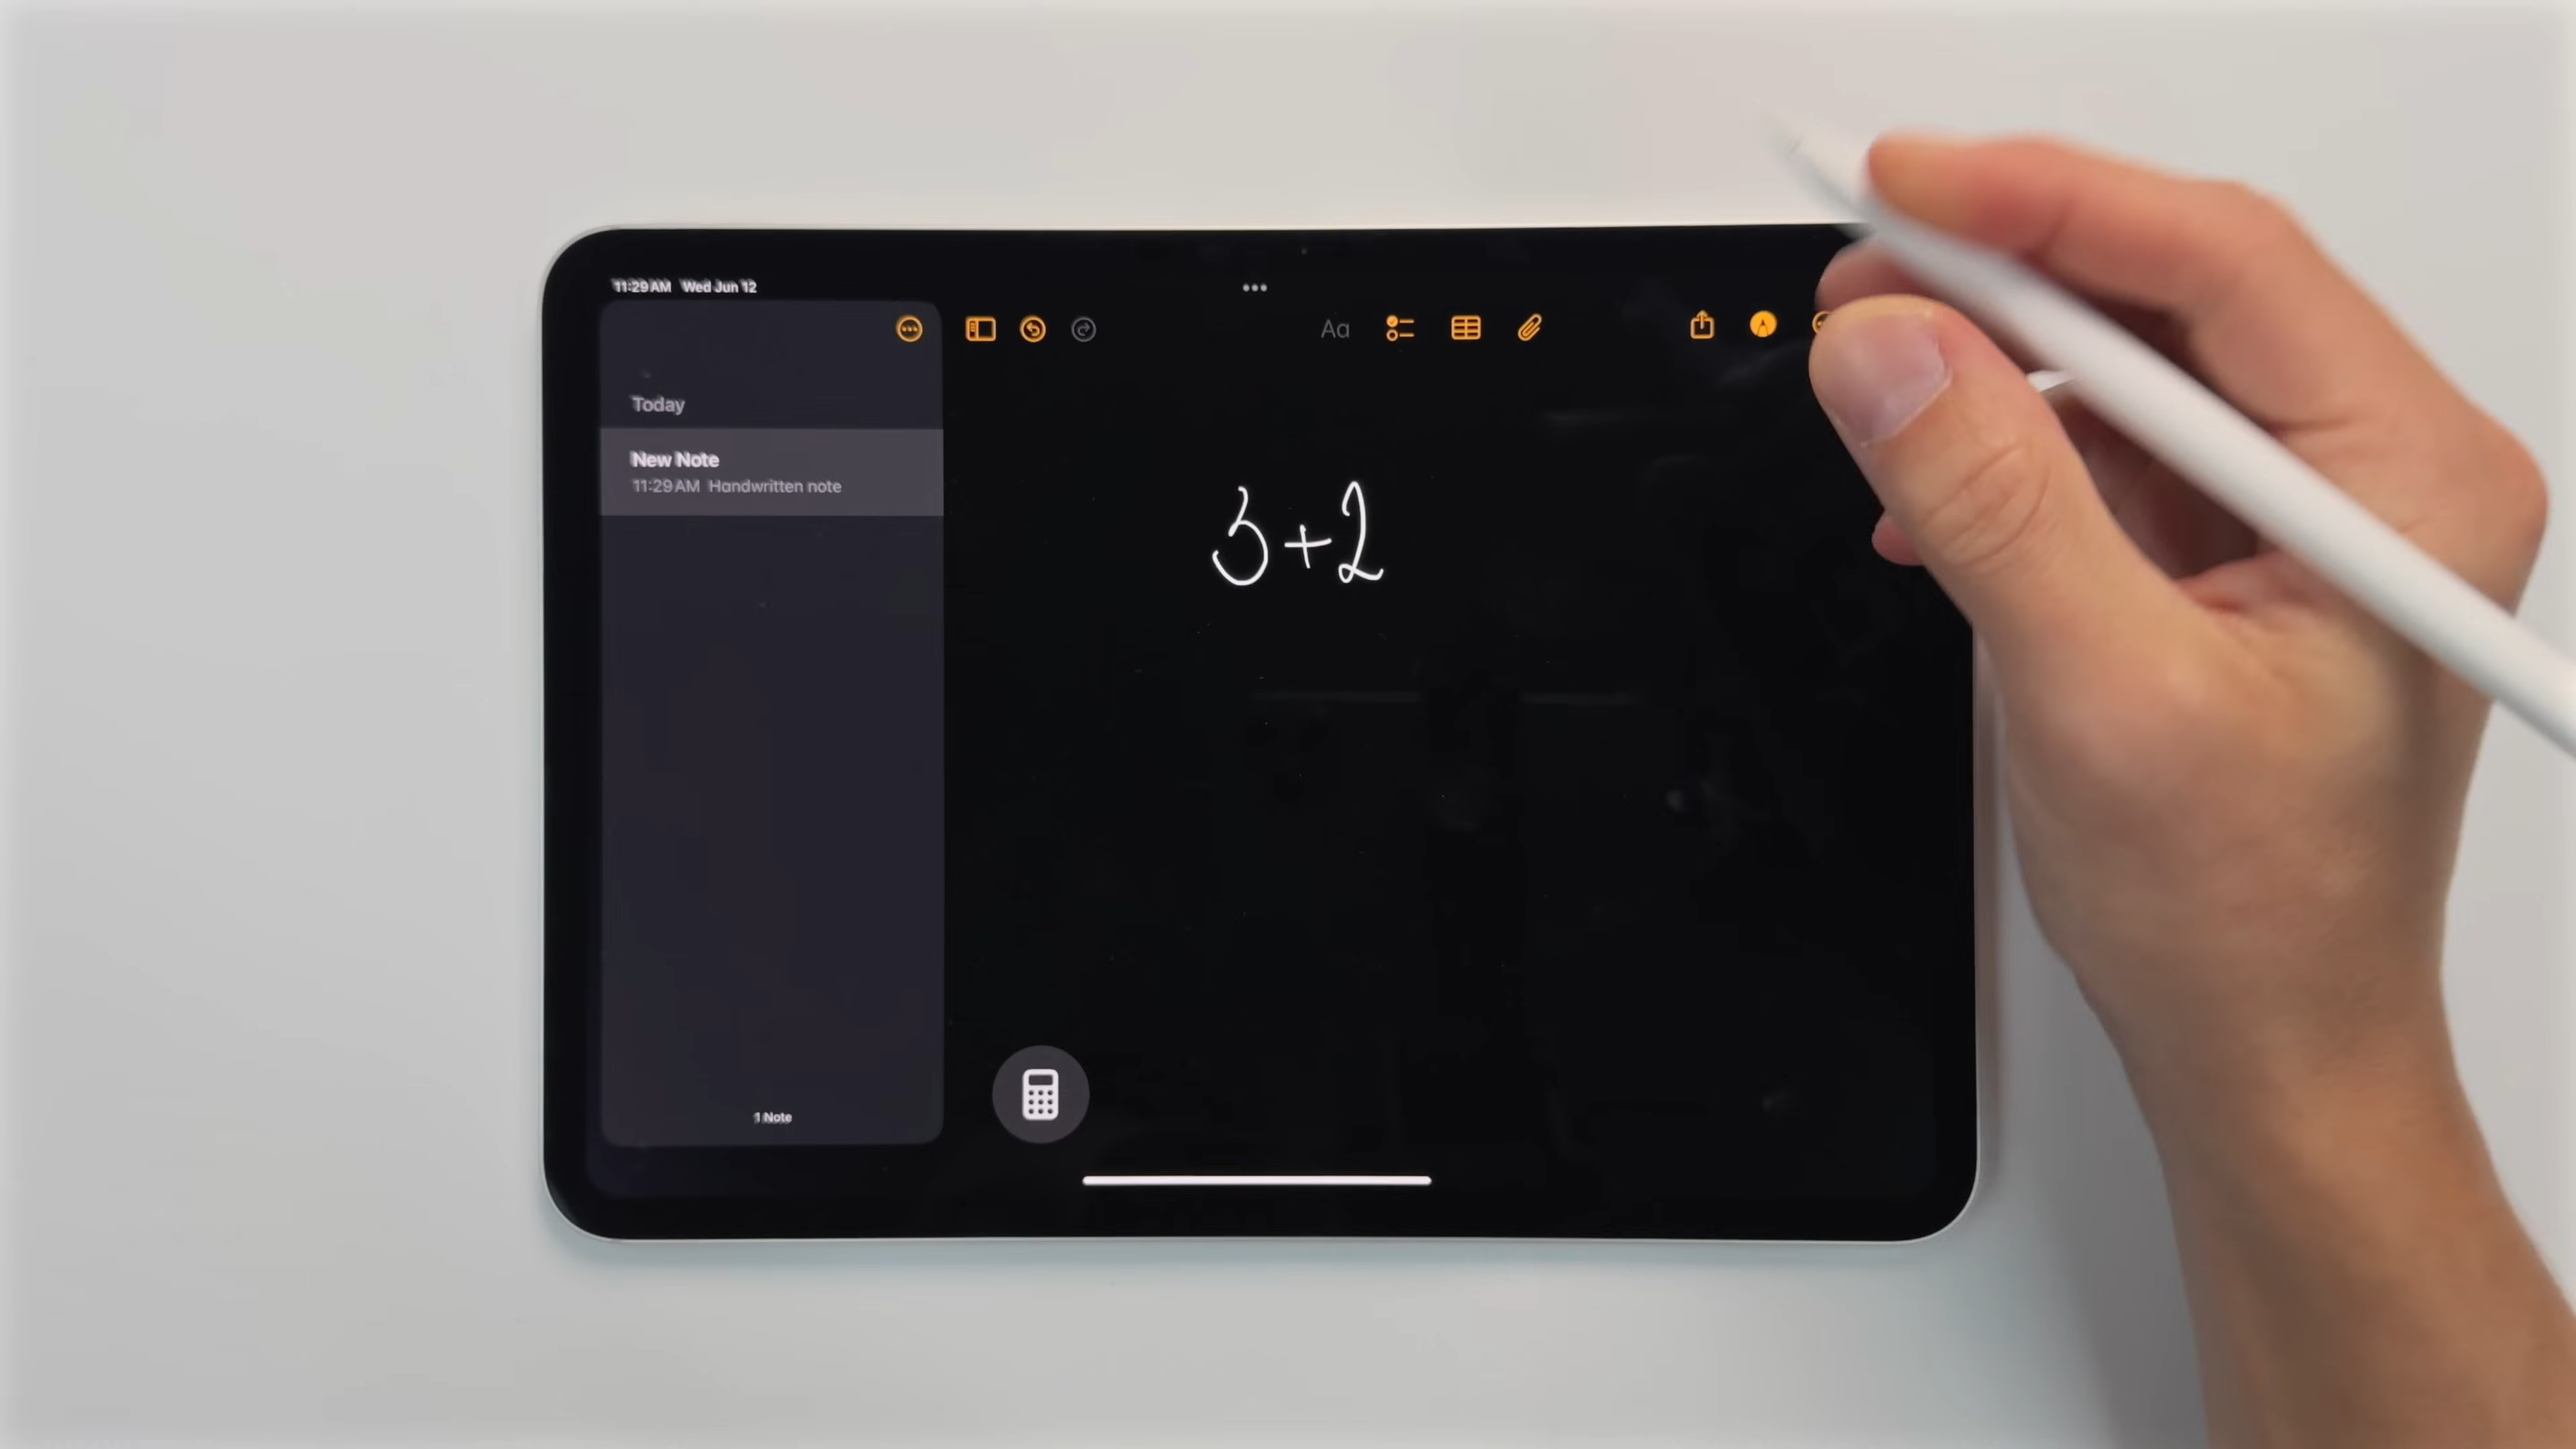 11:29 AM Wed Jun 12
Aa
Today
New Note
11:29 AM Handwritten note
3+2
1 Note